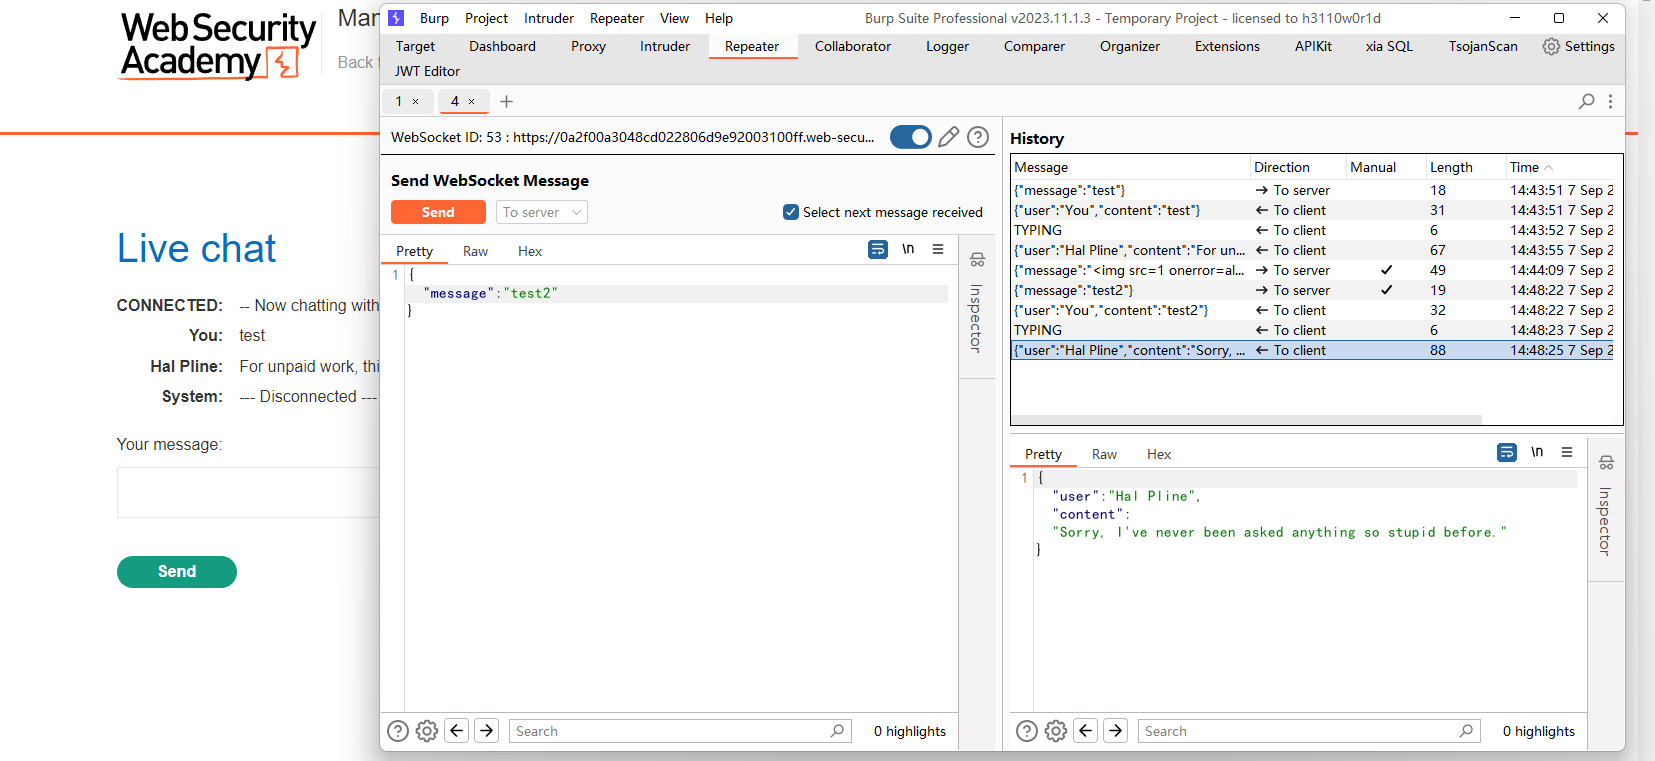 Web Security
Academy
Man
Back t
Live chat
CONNECTED: -- Now chatting with
You: test
Hal Pline: For unpaid work, thi
System: --- Disconnected ---
Your message:
Send
Burp Project Intruder Repeater View Help
Burp Suite Professional v2023.11.1.3 - Temporary Project - licensed to h3110w0r1d
Target Dashboard Proxy Intruder Repeater Collaborator Logger Comparer Organizer Extensions APIKit xia SQL TsojanScan Settings
JWT Editor
1 × 4 × +
WebSocket ID: 53 : https://0a2f00a3048cd022806d9e92003100ff.web-secu...
Send WebSocket Message
Send To server Select next message received
Pretty Raw Hex \n
1 {
"message":"test2"
}
Inspector
Search 0 highlights
History
Message Direction Manual Length Time
{"message":"test"} → To server 18 14:43:51 7 Sep 2
{"user":"You","content":"test"} ← To client 31 14:43:51 7 Sep 2
TYPING ← To client 6 14:43:52 7 Sep 2
{"user":"Hal Pline","content":"For un... ← To client 67 14:43:55 7 Sep 2
{"message":"<img src=1 onerror=al... → To server ✓ 49 14:44:09 7 Sep 2
{"message":"test2"} → To server ✓ 19 14:48:22 7 Sep 2
{"user":"You","content":"test2"} ← To client 32 14:48:22 7 Sep 2
TYPING ← To client 6 14:48:23 7 Sep 2
{"user":"Hal Pline","content":"Sorry, ... ← To client 88 14:48:25 7 Sep 2
Pretty Raw Hex \n
1 {
"user":"Hal Pline",
"content":
"Sorry, I've never been asked anything so stupid before."
}
Inspector
Search 0 highlights